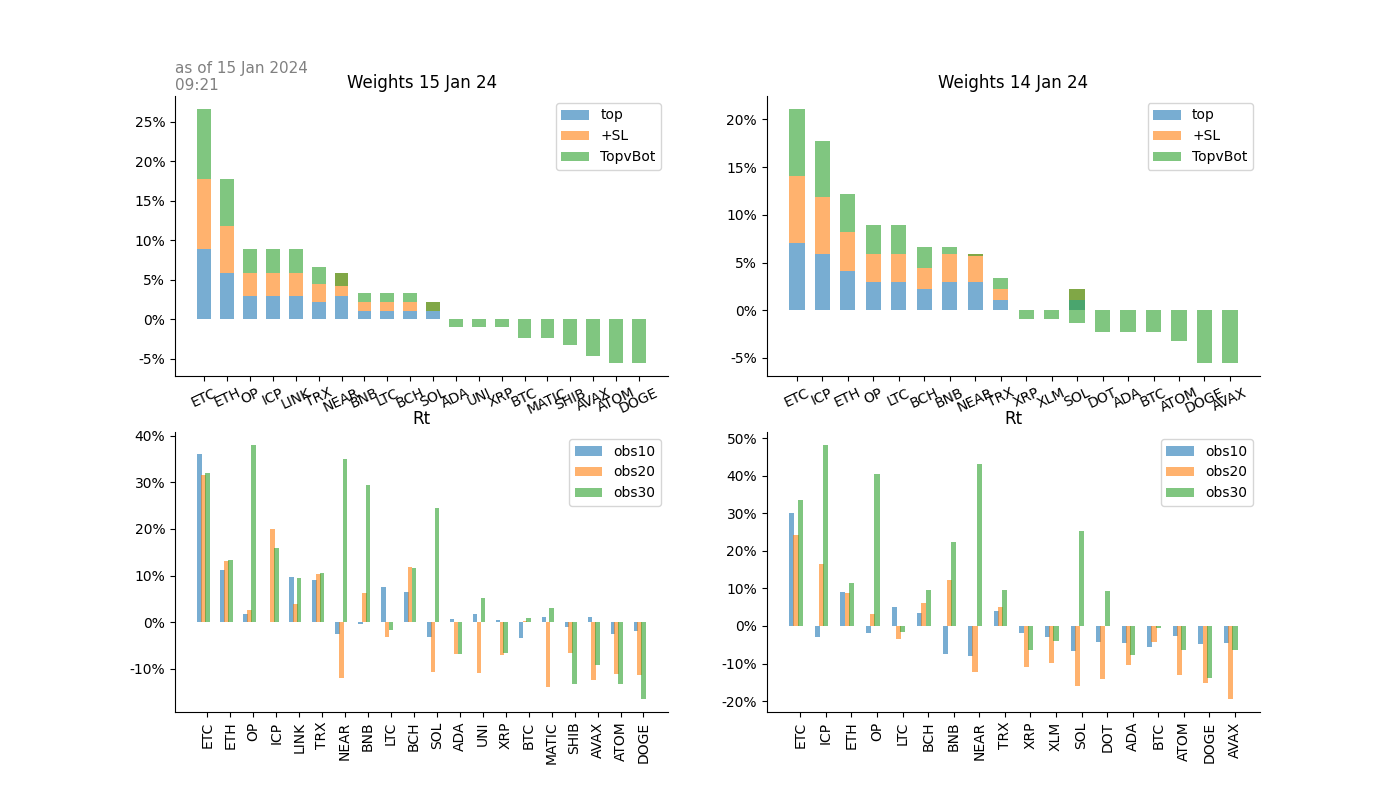 as of 15 Jan 2024
09:21
Weights 15 Jan 24
25%
20%
15%
10%
5%
0%
-5%
top
+SL
TopvBot
ETC ETH OP ICP LINK TRX NEAR BNB LTC BCH SOL ADA UNI XRP BTC MATIC SHIB AVAX ATOM DOGE
Weights 14 Jan 24
20%
15%
10%
5%
0%
-5%
top
+SL
TopvBot
ETC ICP ETH OP LTC BCH BNB NEAR TRX XRP XLM SOL DOT ADA BTC ATOM DOGE AVAX
Rt
40%
30%
20%
10%
0%
-10%
obs10
obs20
obs30
ETC ETH OP ICP LINK TRX NEAR BNB LTC BCH SOL ADA UNI XRP BTC MATIC SHIB AVAX ATOM DOGE
Rt
50%
40%
30%
20%
10%
0%
-10%
-20%
obs10
obs20
obs30
ETC ICP ETH OP LTC BCH BNB NEAR TRX XRP XLM SOL DOT ADA BTC ATOM DOGE AVAX